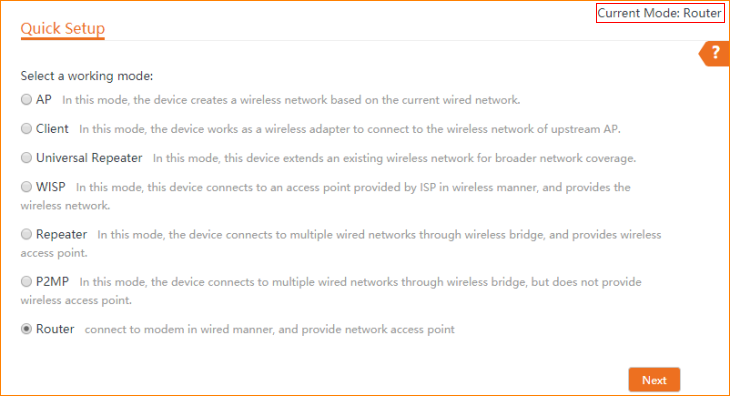 Current Mode: Router
Quick Setup
?
Select a working mode:
AP In this mode, the device creates a wireless network based on the current wired network.
Client In this mode, the device works as a wireless adapter to connect to the wireless network of upstream AP.
Universal Repeater In this mode, this device extends an existing wireless network for broader network coverage.
WISP In this mode, this device connects to an access point provided by ISP in wireless manner, and provides the
wireless network.
Repeater In this mode, the device connects to multiple wired networks through wireless bridge, and provides wireless
access point.
P2MP In this mode, the device connects to multiple wired networks through wireless bridge, but does not provide
wireless access point.
Router connect to modem in wired manner, and provide network access point
Next